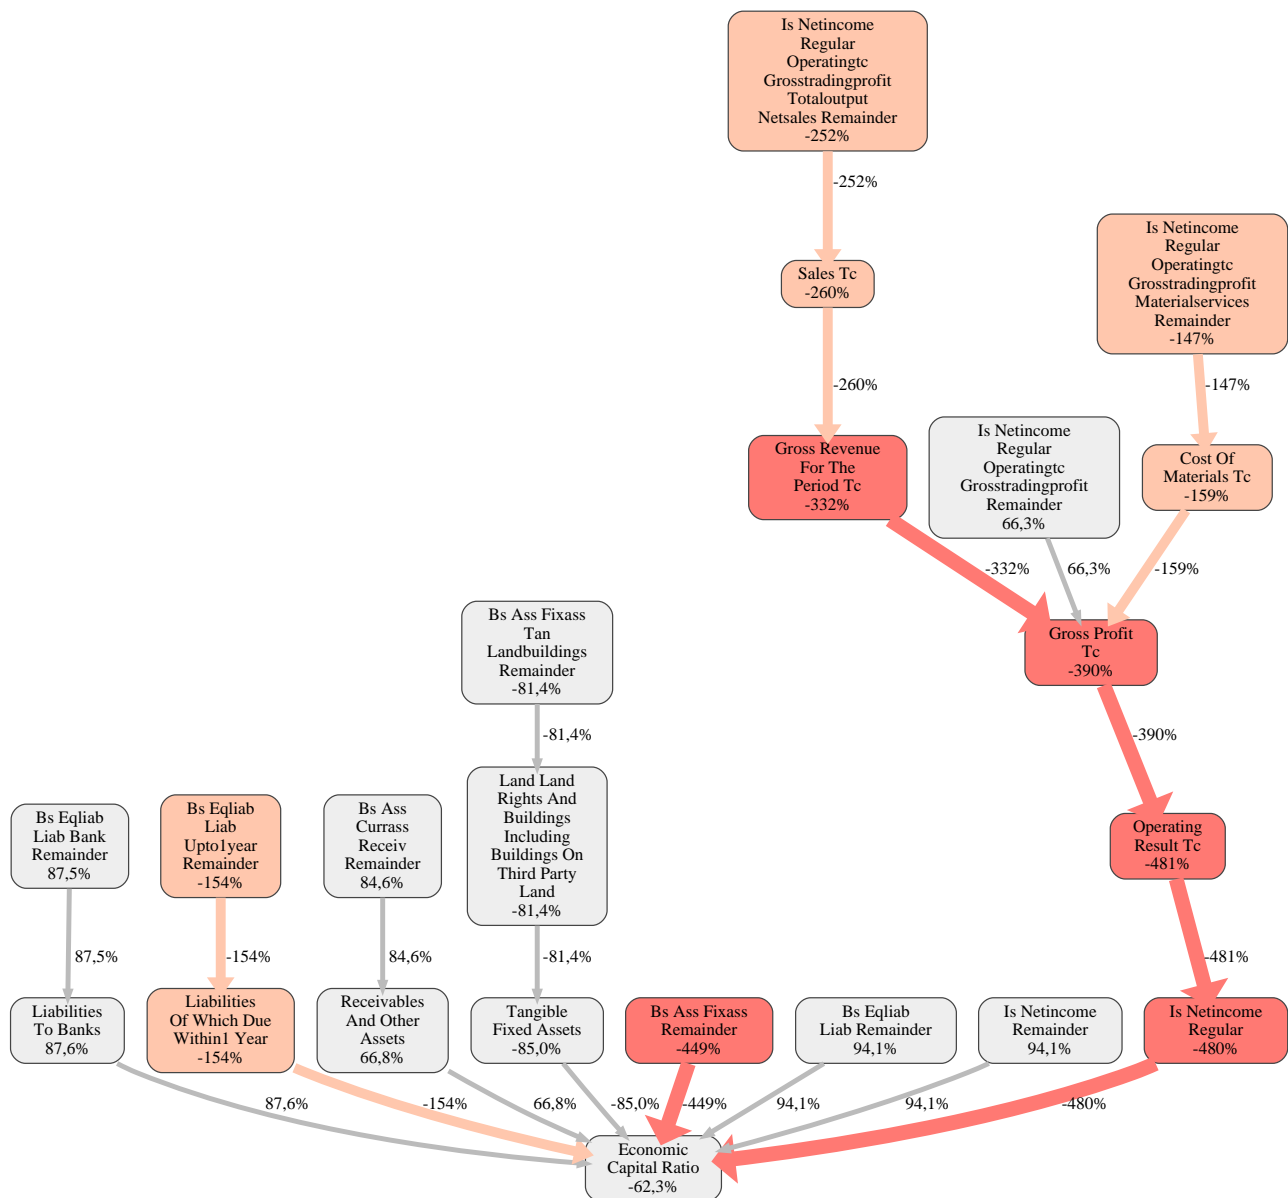 Is Netincome
Regular
Operatingtc
Grosstradingprofit
Totaloutput
Netsales Remainder
-252%
-252%
Is Netincome
Regular
Operatingtc
Grosstradingprofit
Materialservices
Remainder
-147%
Sales Tc
-260%
-260%
-147%
Gross Revenue
For The
Period Tc
-332%
Is Netincome
Regular
Operatingtc
Grosstradingprofit
Remainder
66,3%
Cost Of
Materials Tc
-159%
-332%
66,3%
-159%
Bs Ass Fixass
Tan
Landbuildings
Remainder
-81,4%
Gross Profit
Tc
-390%
-81,4%
-390%
Bs Eqliab
Liab Bank
Remainder
87,5%
Bs Eqliab
Liab
Upto1year
Remainder
-154%
Bs Ass
Currass
Receiv
Remainder
84,6%
Land Land
Rights And
Buildings
Including
Buildings On
Third Party
Land
-81,4%
Operating
Result Tc
-481%
87,5%
-154%
84,6%
-81,4%
-481%
Liabilities
To Banks
87,6%
Liabilities
Of Which Due
Within1 Year
-154%
Receivables
And Other
Assets
66,8%
Tangible
Fixed Assets
-85,0%
Bs Ass Fixass
Remainder
-449%
Bs Eqliab
Liab Remainder
94,1%
Is Netincome
Remainder
94,1%
Is Netincome
Regular
-480%
87,6%
-154%
66,8%
-85,0%
-449%
94,1%
94,1%
-480%
Economic
Capital Ratio
-62,3%